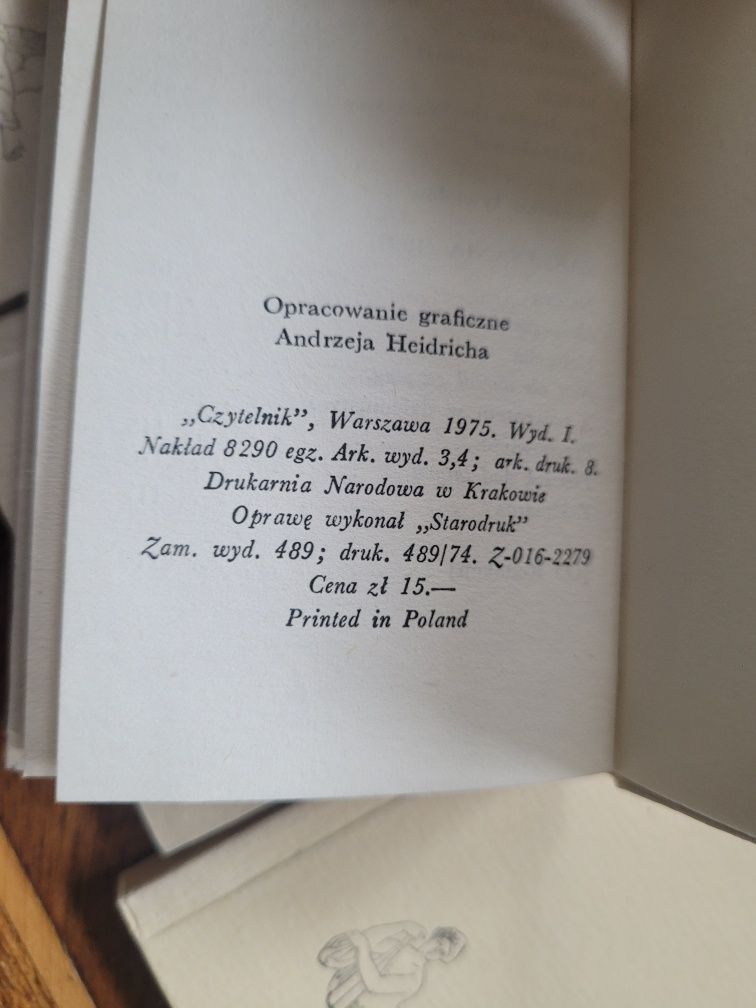 Opracowanie graficzne
Andrzeja Heidricha
„Czytelnik”, Warszawa 1975. Wyd. I.
Nakład 8290 egz. Ark. wyd. 3,4; ark. druk. 8.
Drukarnia Narodowa w Krakowie
Oprawę wykonał „Starodruk”
Zam. wyd. 489; druk. 489/74. Z-016-2279
Cena zł 15.—
Printed in Poland